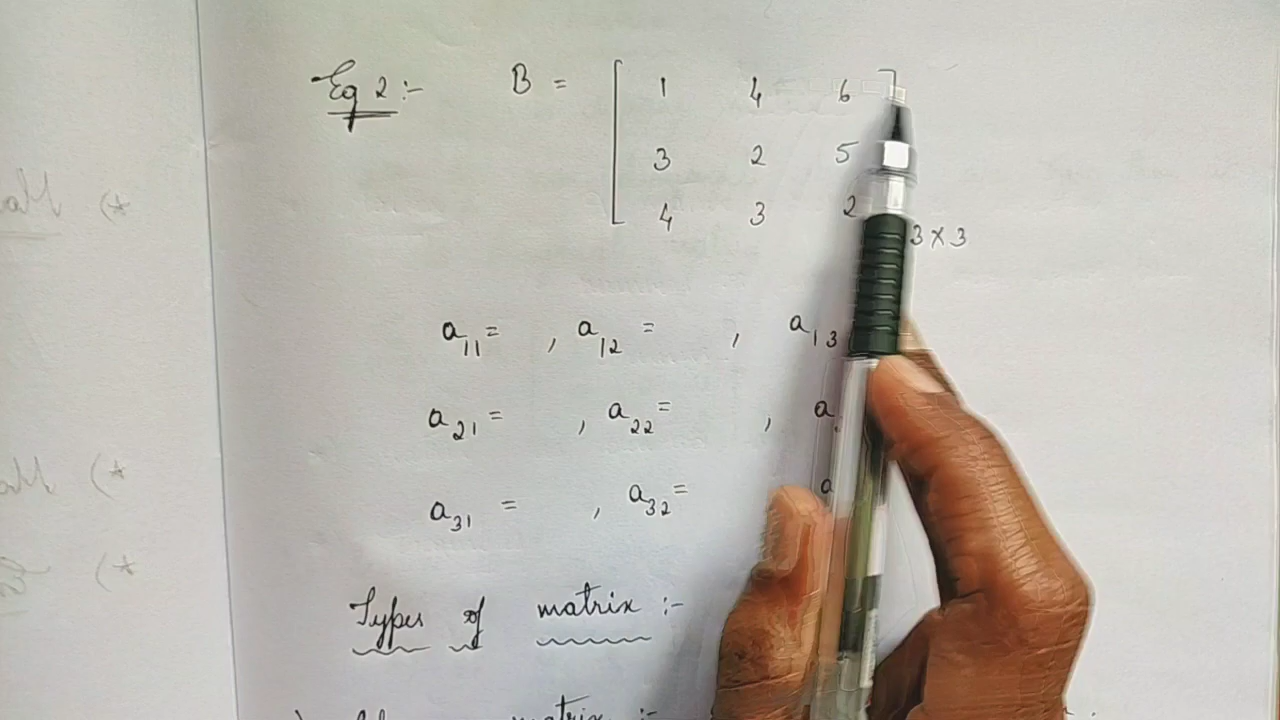 Eg 2 :- B = [ 1 4 6 ]
3 2 5
4 3 2
3 × 3
a11 = , a12 = , a13
a21 = , a22 = , a
a31 = , a32 = a
Types of matrix :-
matrix :-